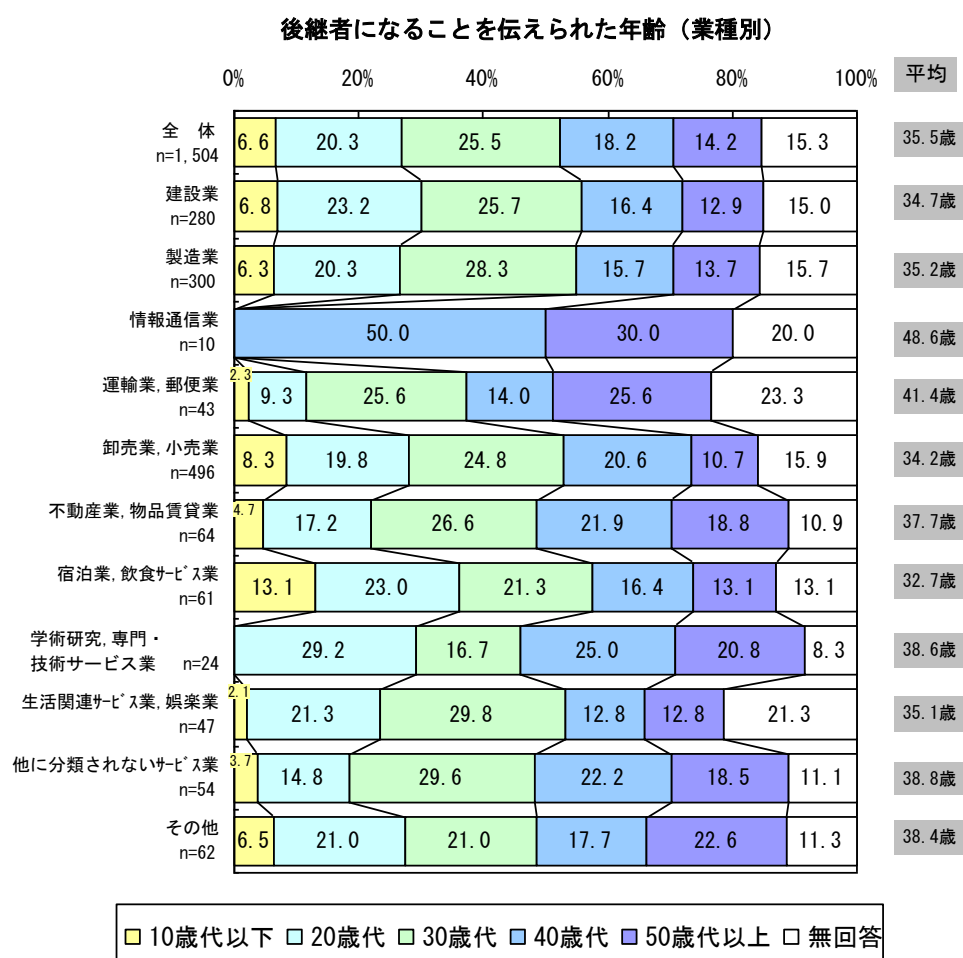 後継者になることを伝えられた年齢（業種別）
0% 20% 40% 60% 80% 100% 平均
全　体
n=1,504
6.6 20.3 25.5 18.2 14.2 15.3 35.5歳
建設業
n=280
6.8 23.2 25.7 16.4 12.9 15.0 34.7歳
製造業
n=300
6.3 20.3 28.3 15.7 13.7 15.7 35.2歳
情報通信業
n=10
50.0 30.0 20.0 48.6歳
運輸業,郵便業
n=43
2.3 9.3 25.6 14.0 25.6 23.3 41.4歳
卸売業,小売業
n=496
8.3 19.8 24.8 20.6 10.7 15.9 34.2歳
不動産業,物品賃貸業
n=64
4.7 17.2 26.6 21.9 18.8 10.9 37.7歳
宿泊業,飲食ｻｰﾋﾞｽ業
n=61
13.1 23.0 21.3 16.4 13.1 13.1 32.7歳
学術研究,専門・
技術サービス業　n=24
29.2 16.7 25.0 20.8 8.3 38.6歳
生活関連ｻｰﾋﾞｽ業,娯楽業
n=47
2.1 21.3 29.8 12.8 12.8 21.3 35.1歳
他に分類されないｻｰﾋﾞｽ業
n=54
3.7 14.8 29.6 22.2 18.5 11.1 38.8歳
その他
n=62
6.5 21.0 21.0 17.7 22.6 11.3 38.4歳
10歳代以下 20歳代 30歳代 40歳代 50歳代以上 無回答